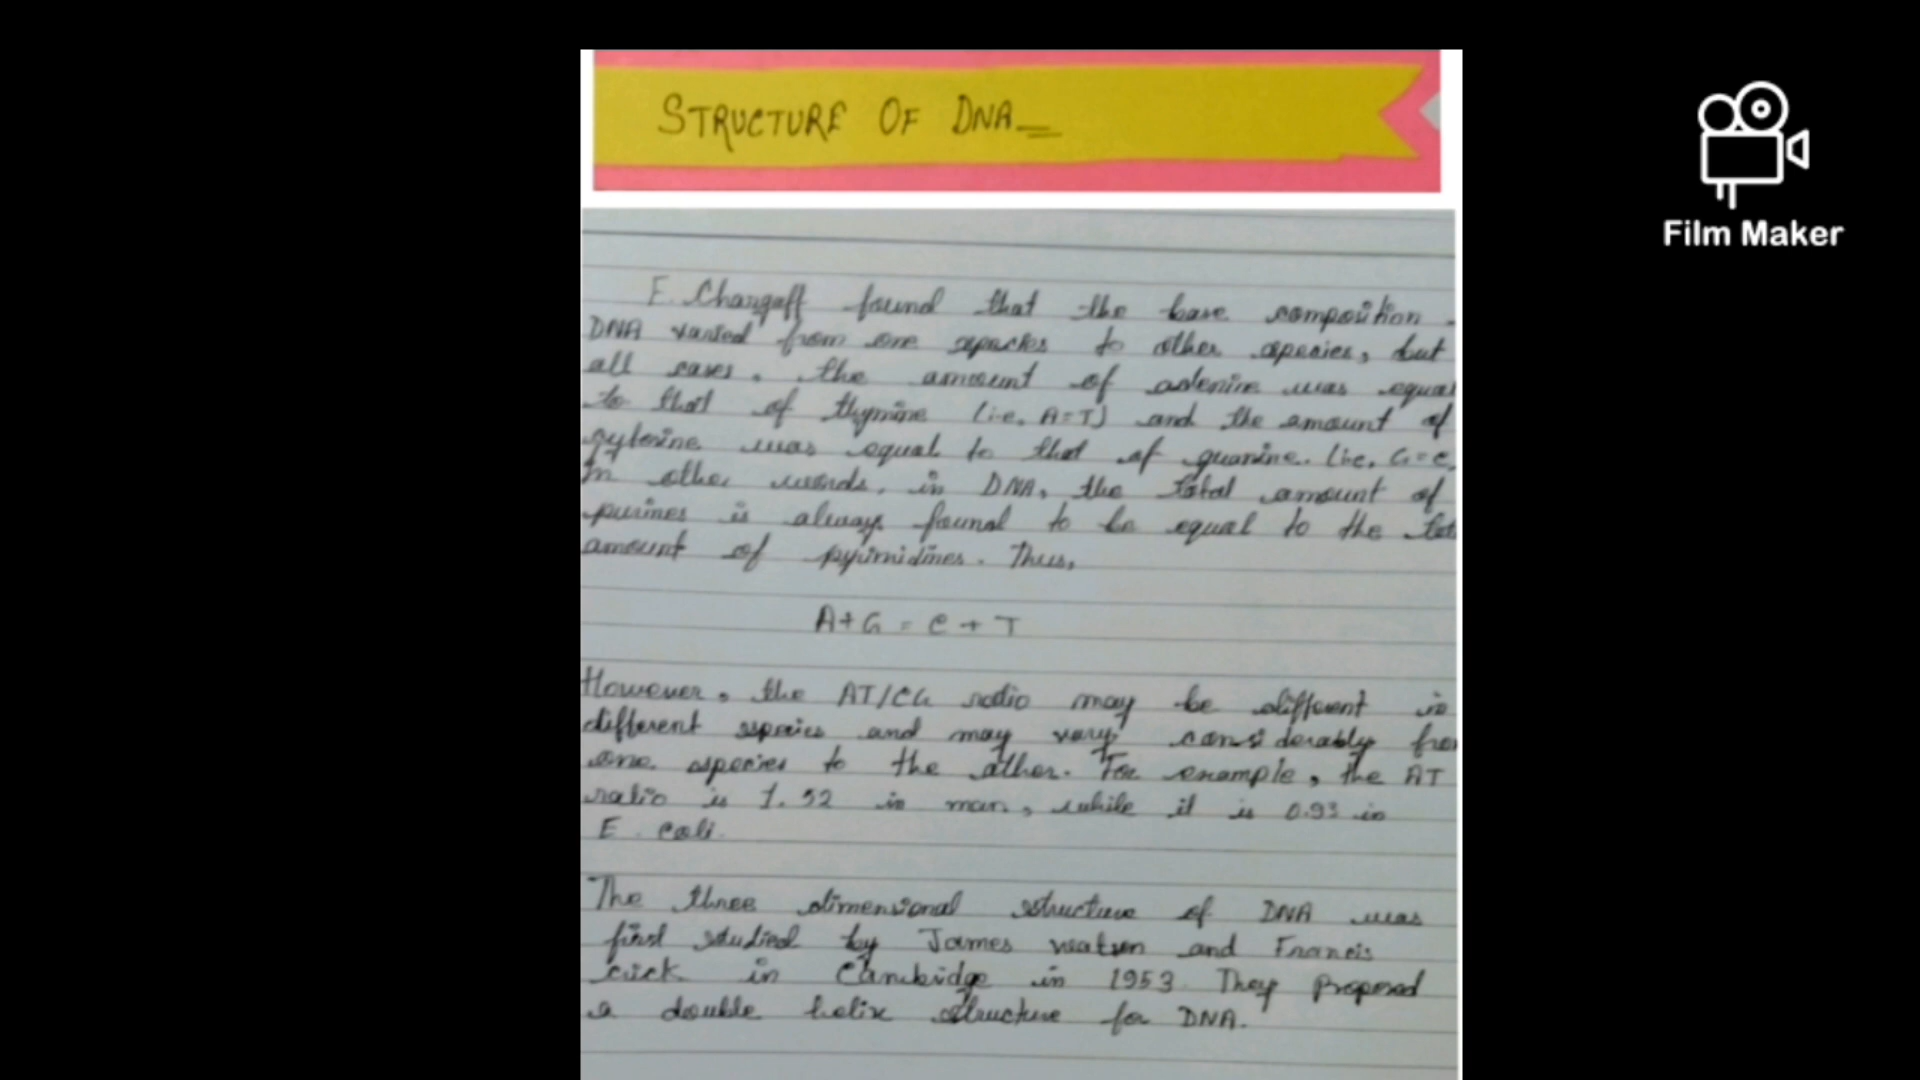 STRUCTURE OF DNA
Film Maker
E. Chargaff found that the base composition
DNA varied from one species to other species, but
all cases, the amount of adenine was equal
to that of thymine (i.e. A=T) and the amount of
cytosine was equal to that of guanine. (i.e. G=C,
In other words, in DNA, the total amount of
purines is always found to be equal to the tot
amount of pyrimidines. Thus,
A+G = C+T
However, the AT/CG ratio may be different in
different species and may vary considerably fro
one species to the other. For example, the AT
ratio is 1.52 in man, while it is 0.93 in
E. coli.
The three dimensional structure of DNA was
first studied by James watson and Francis
crick in Cambridge in 1953. They proposed
a double helix structure for DNA.